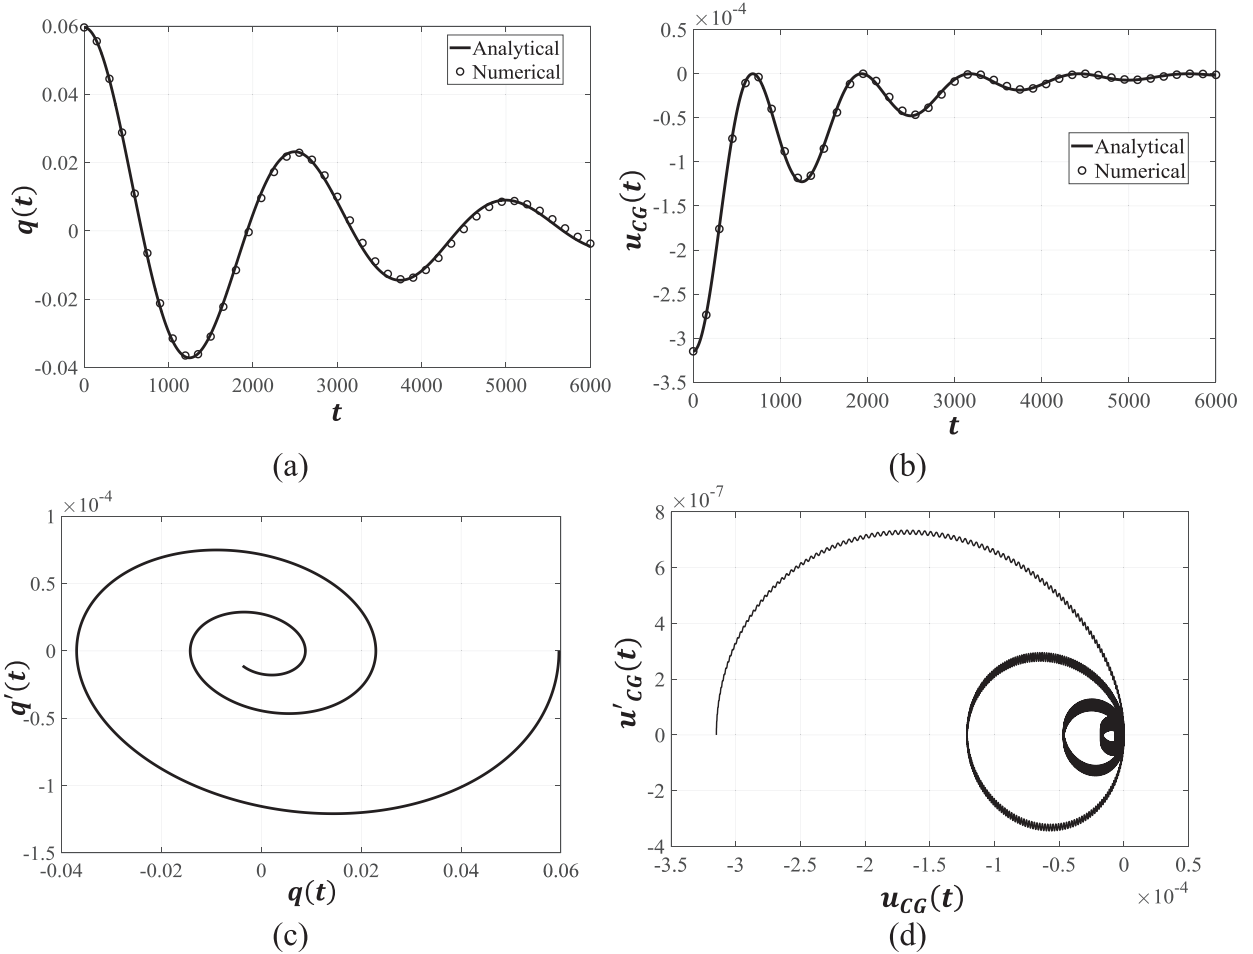 0.06
0.04
0.02
0
-0.02
-0.04
q(t)
Analytical
Numerical
0 1000 2000 3000 4000 5000 6000
t
(a)
×10⁻⁴
0.5
0
-0.5
-1
-1.5
-2
-2.5
-3
-3.5
u_CG(t)
Analytical
Numerical
0 1000 2000 3000 4000 5000 6000
t
(b)
×10⁻⁴
1
0.5
0
-0.5
-1
-1.5
q′(t)
-0.04 -0.02 0 0.02 0.04 0.06
q(t)
(c)
×10⁻⁷
8
6
4
2
0
-2
-4
u′_CG(t)
-3.5 -3 -2.5 -2 -1.5 -1 -0.5 0 0.5
×10⁻⁴
u_CG(t)
(d)